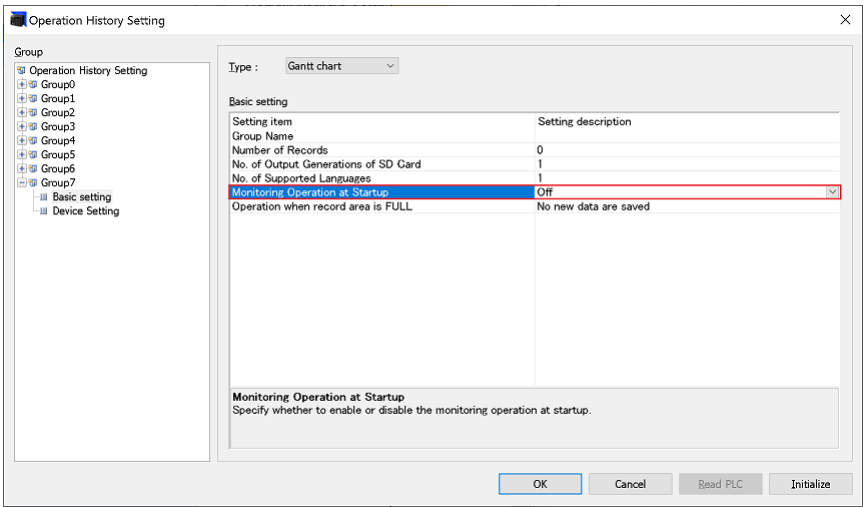 Operation History Setting
Group
Operation History Setting
Group0
Group1
Group2
Group3
Group4
Group5
Group6
Group7
Basic setting
Device Setting
Type : Gantt chart
Basic setting
Setting item Setting description
Group Name
Number of Records 0
No. of Output Generations of SD Card 1
No. of Supported Languages 1
Monitoring Operation at Startup Off
Operation when record area is FULL No new data are saved
Monitoring Operation at Startup
Specify whether to enable or disable the monitoring operation at startup.
OK Cancel Read PLC Initialize